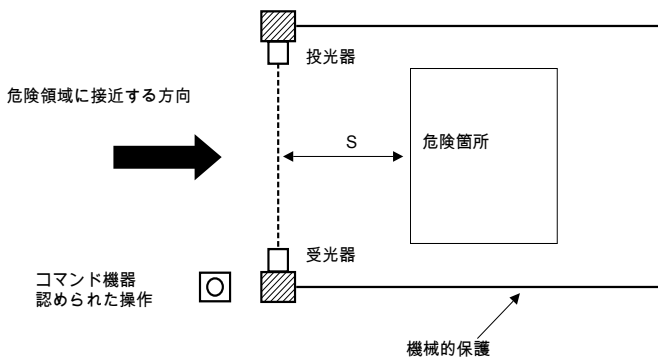 投光器
危険領域に接近する方向
S
危険箇所
受光器
コマンド機器
認められた操作
機械的保護